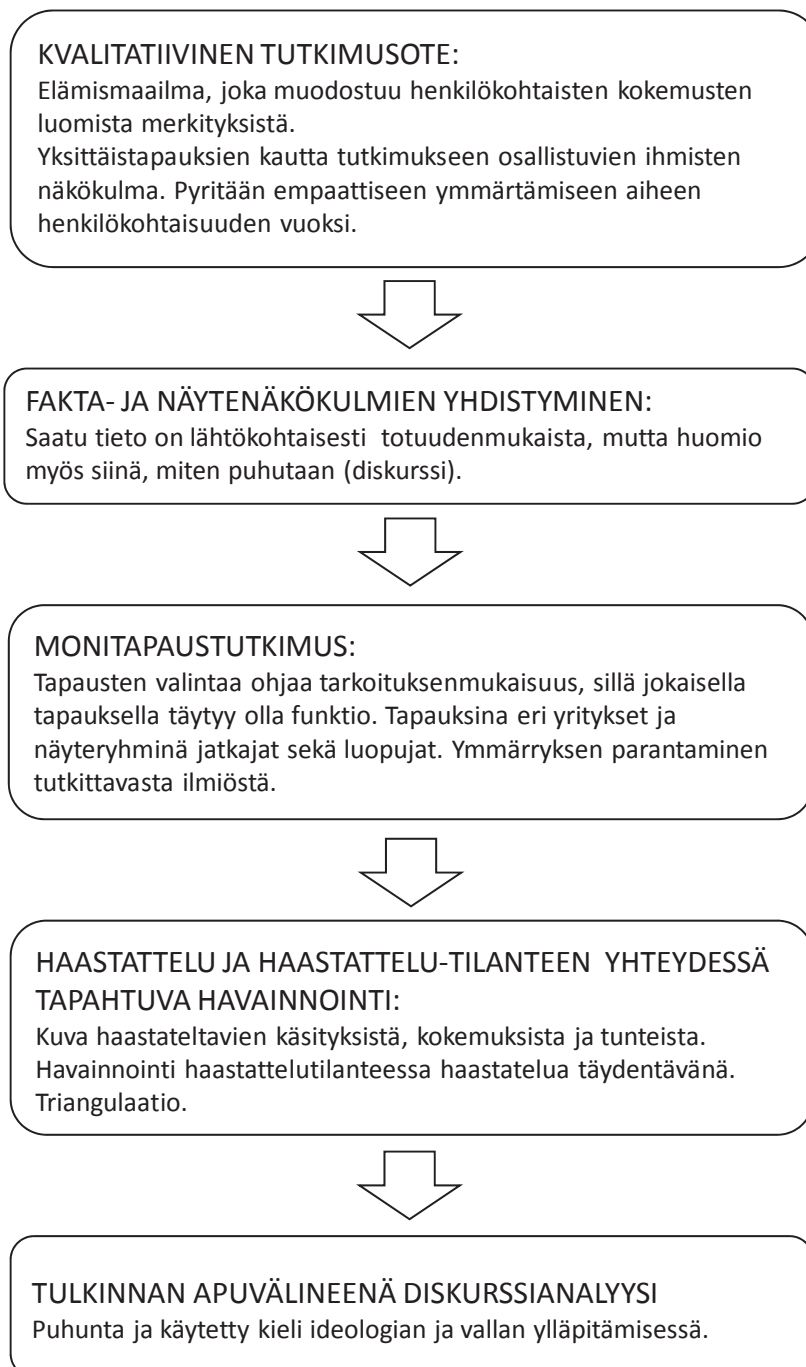 KVALITATIIVINEN TUTKIMUSOTE:
Elämismaailma, joka muodostuu henkilökohtaisten kokemusten
luomista merkityksistä.
Yksittäistapauksien kautta tutkimukseen osallistuvien ihmisten
näkökulma. Pyritään empaattiseen ymmärtämiseen aiheen
henkilökohtaisuuden vuoksi.
FAKTA- JA NÄYTENÄKÖKULMIEN YHDISTYMINEN:
Saatu tieto on lähtökohtaisesti totuudenmukaista, mutta huomio
myös siinä, miten puhutaan (diskurssi).
MONITAPAUSTUTKIMUS:
Tapausten valintaa ohjaa tarkoituksenmukaisuus, sillä jokaisella
tapauksella täytyy olla funktio. Tapauksina eri yritykset ja
näyteryhminä jatkajat sekä luopujat. Ymmärryksen parantaminen
tutkittavasta ilmiöstä.
HAASTATTELU JA HAASTATTELU-TILANTEEN YHTEYDESSÄ
TAPAHTUVA HAVAINNOINTI:
Kuva haastateltavien käsityksistä, kokemuksista ja tunteista.
Havainnointi haastattelutilanteessa haastatelua täydentävänä.
Triangulaatio.
TULKINNAN APUVÄLINEENÄ DISKURSSIANALYYSI
Puhunta ja käytetty kieli ideologian ja vallan ylläpitämisessä.